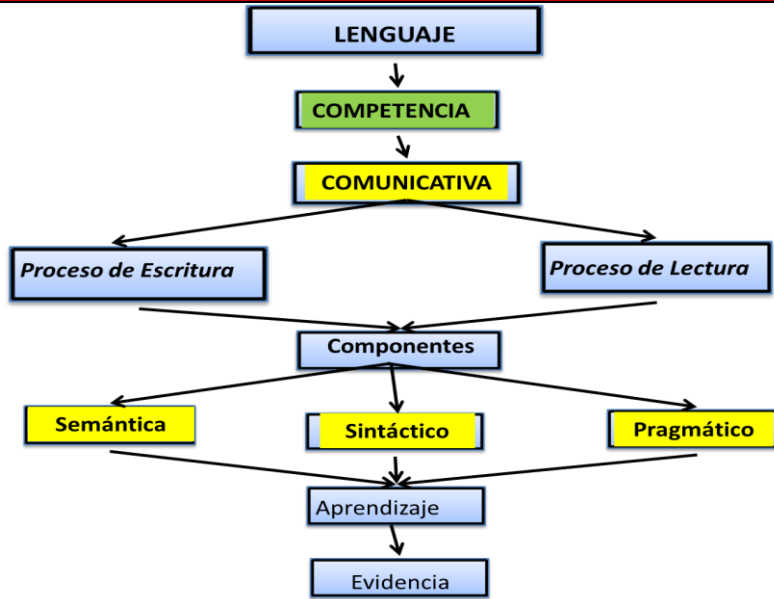 LENGUAJE
COMPETENCIA
COMUNICATIVA
Proceso de Escritura
Proceso de Lectura
Componentes
Semántica
Sintáctico
Pragmático
Aprendizaje
Evidencia